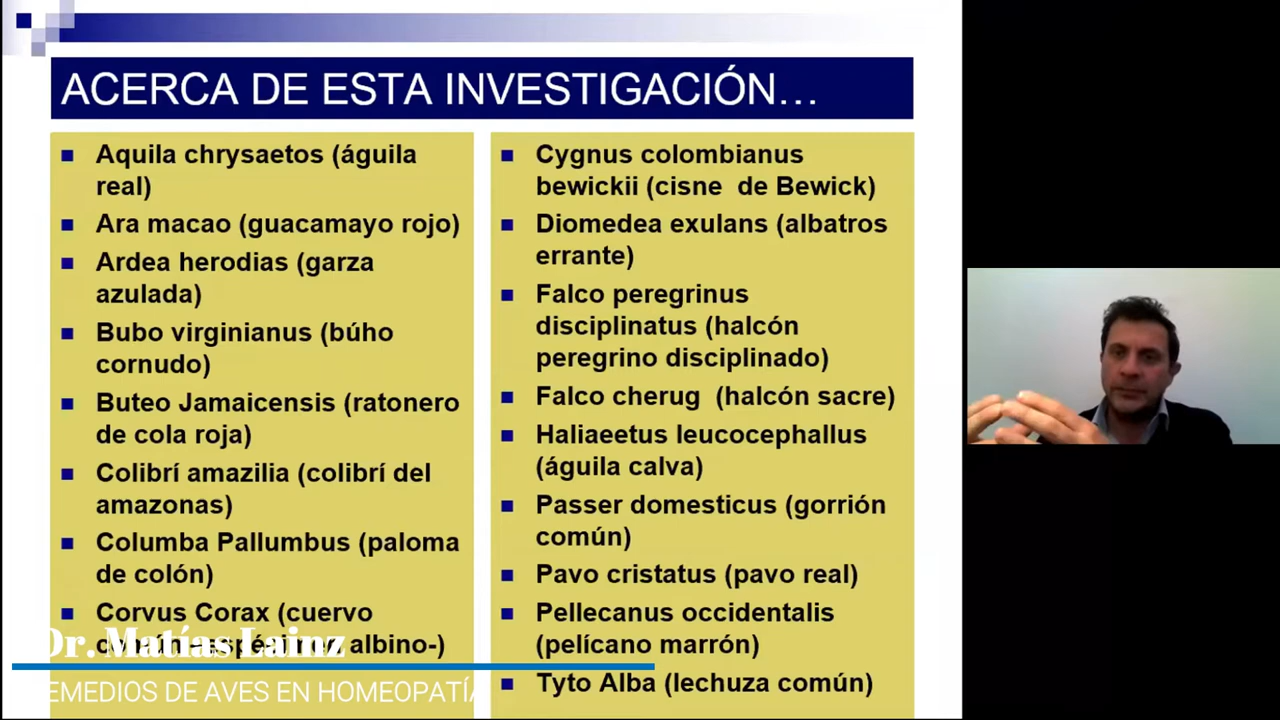 ACERCA DE ESTA INVESTIGACIÓN...
Aquila chrysaetos (águila
real)
Ara macao (guacamayo rojo)
Ardea herodias (garza
azulada)
Bubo virginianus (búho
cornudo)
Buteo Jamaicensis (ratonero
de cola roja)
Colibrí amazilia (colibrí del
amazonas)
Columba Pallumbus (paloma
de colón)
Corvus Corax (cuervo
albino-)
Cygnus colombianus
bewickii (cisne de Bewick)
Diomedea exulans (albatros
errante)
Falco peregrinus
disciplinatus (halcón
peregrino disciplinado)
Falco cherug (halcón sacre)
Haliaeetus leucocephallus
(águila calva)
Passer domesticus (gorrión
común)
Pavo cristatus (pavo real)
Pellecanus occidentalis
(pelícano marrón)
Tyto Alba (lechuza común)
Dr. Matías Lainz
EMEDIOS DE AVES EN HOMEOPATÍA